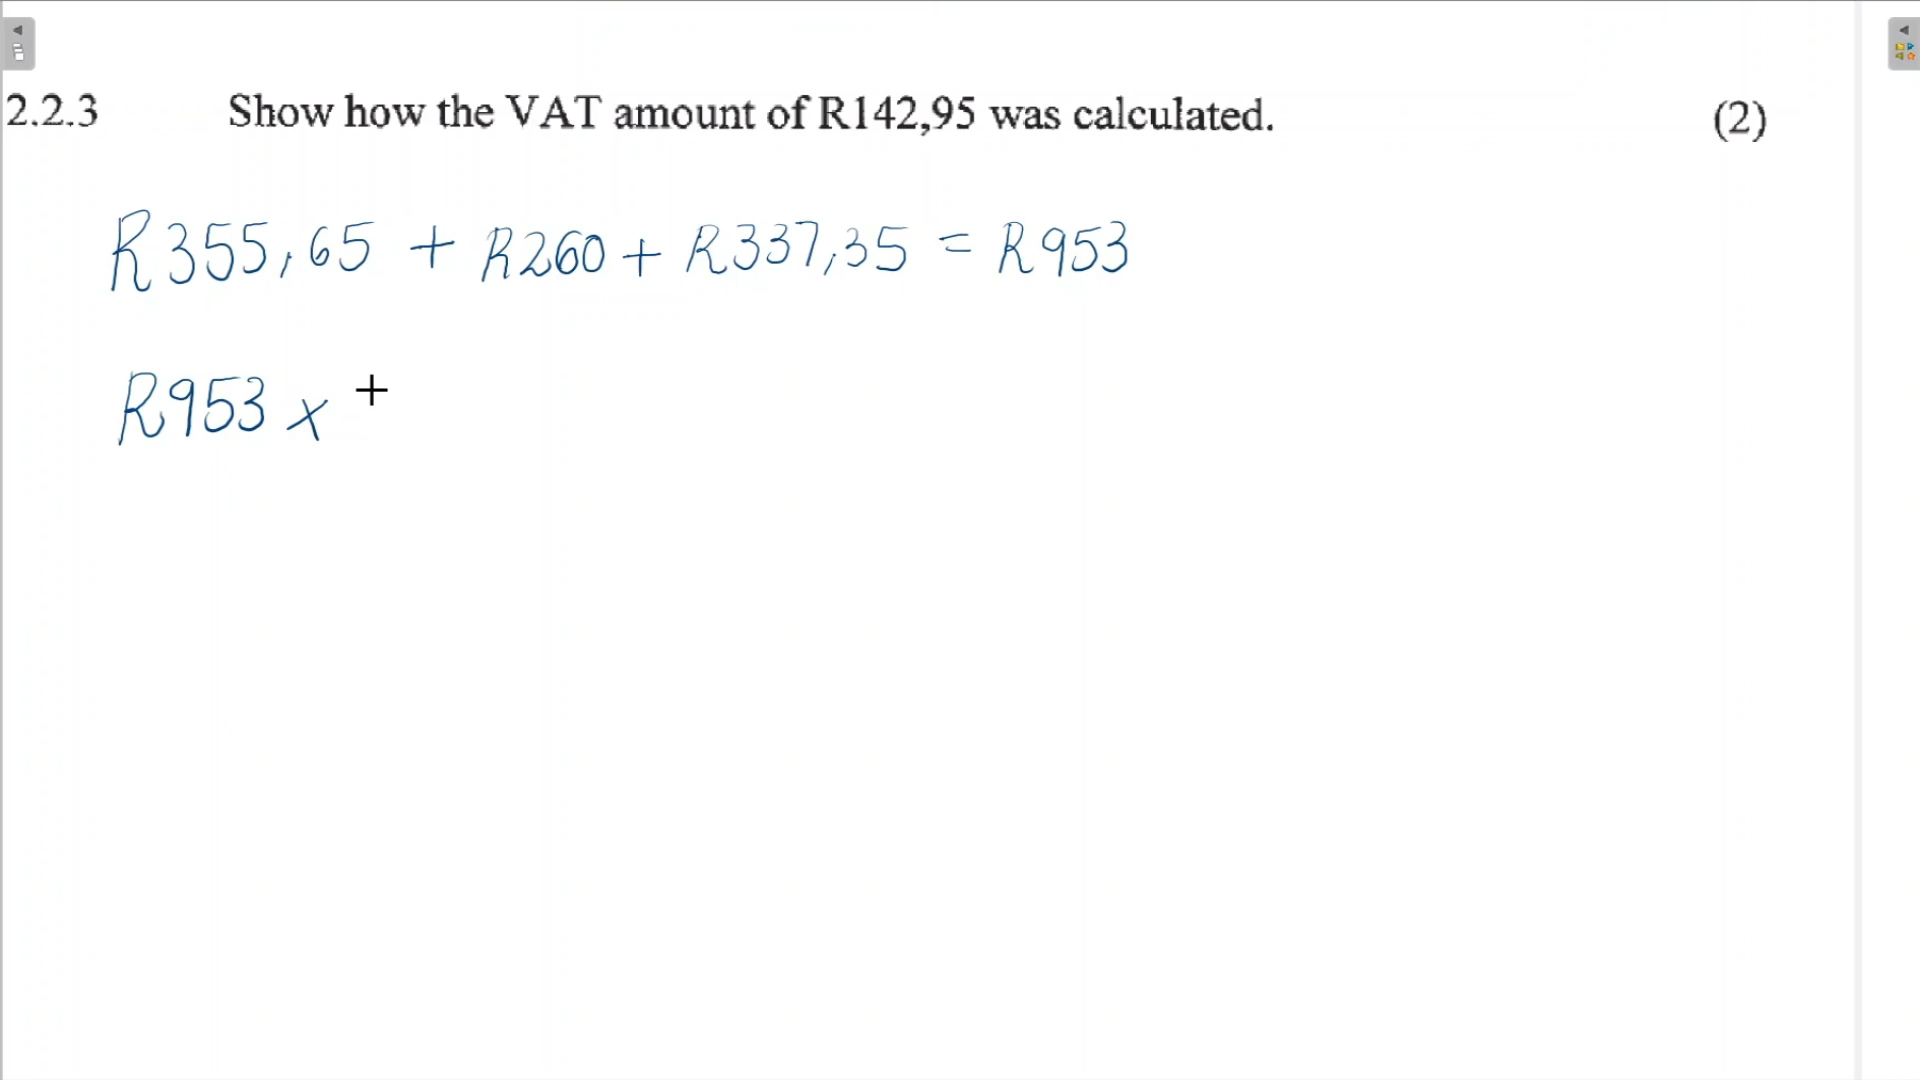 2.2.3 Show how the VAT amount of R142,95 was calculated. (2)
R355,65 + R260 + R337,35 = R953
R953 x